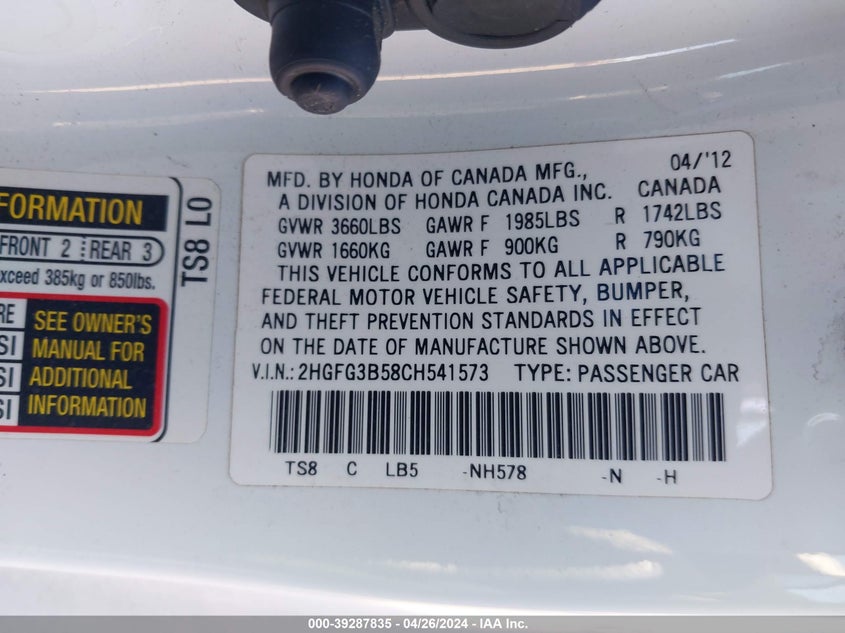 FORMATION
FRONT 2 REAR 3
xceed 385kg or 850lbs.
RE
SI
SI
SI
SEE OWNER'S
MANUAL FOR
ADDITIONAL
INFORMATION
TS8 L0
04/'12
MFD. BY HONDA OF CANADA MFG.,
A DIVISION OF HONDA CANADA INC. CANADA
GVWR 3660LBS GAWR F 1985LBS R 1742LBS
GVWR 1660KG GAWR F 900KG R 790KG
THIS VEHICLE CONFORMS TO ALL APPLICABLE
FEDERAL MOTOR VEHICLE SAFETY, BUMPER,
AND THEFT PREVENTION STANDARDS IN EFFECT
ON THE DATE OF MANUFACTURE SHOWN ABOVE.
V.I.N.: 2HGFG3B58CH541573 TYPE: PASSENGER CAR
TS8 C LB5 -NH578 -N -H
000-39287835 - 04/26/2024 - IAA Inc.